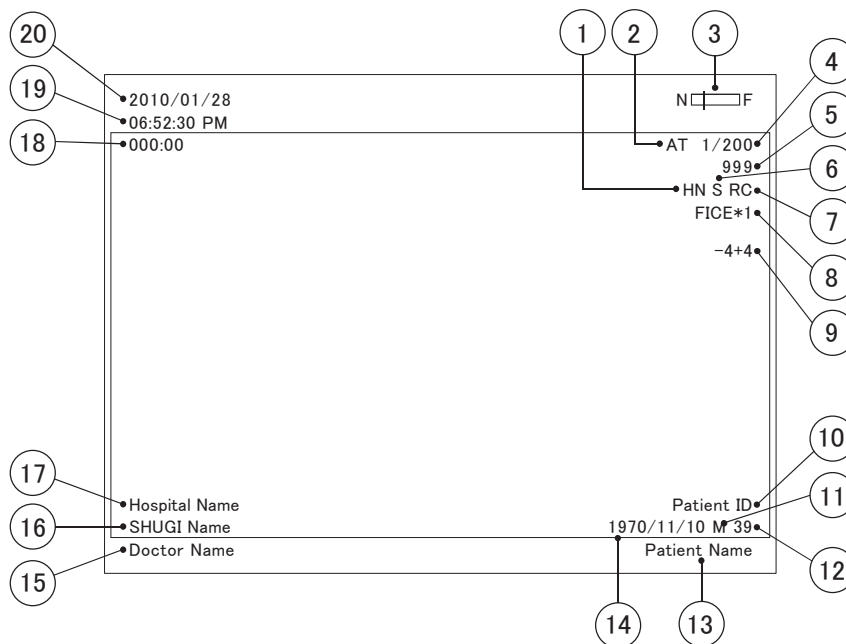 20
1
2
3
4
19
2010/01/28
N F
5
06:52:30 PM
18
000:00
AT 1/200
999
6
HN S RC
7
FICE*1
8
-4+4
9
10
17
Hospital Name
Patient ID
11
16
SHUGI Name
1970/11/10 M 39
Doctor Name
Patient Name
12
15
14
13